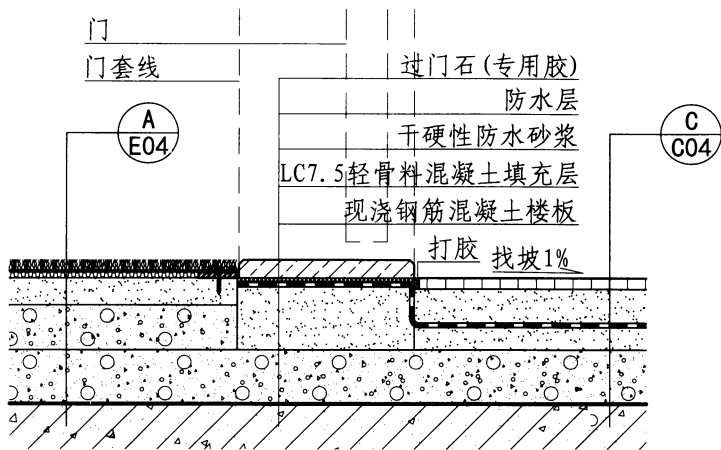 门
门套线
过门石(专用胶)
防水层
干硬性防水砂浆
LC7.5轻骨料混凝土填充层
现浇钢筋混凝土楼板
打胶
找坡1%
A
E04
C
C04